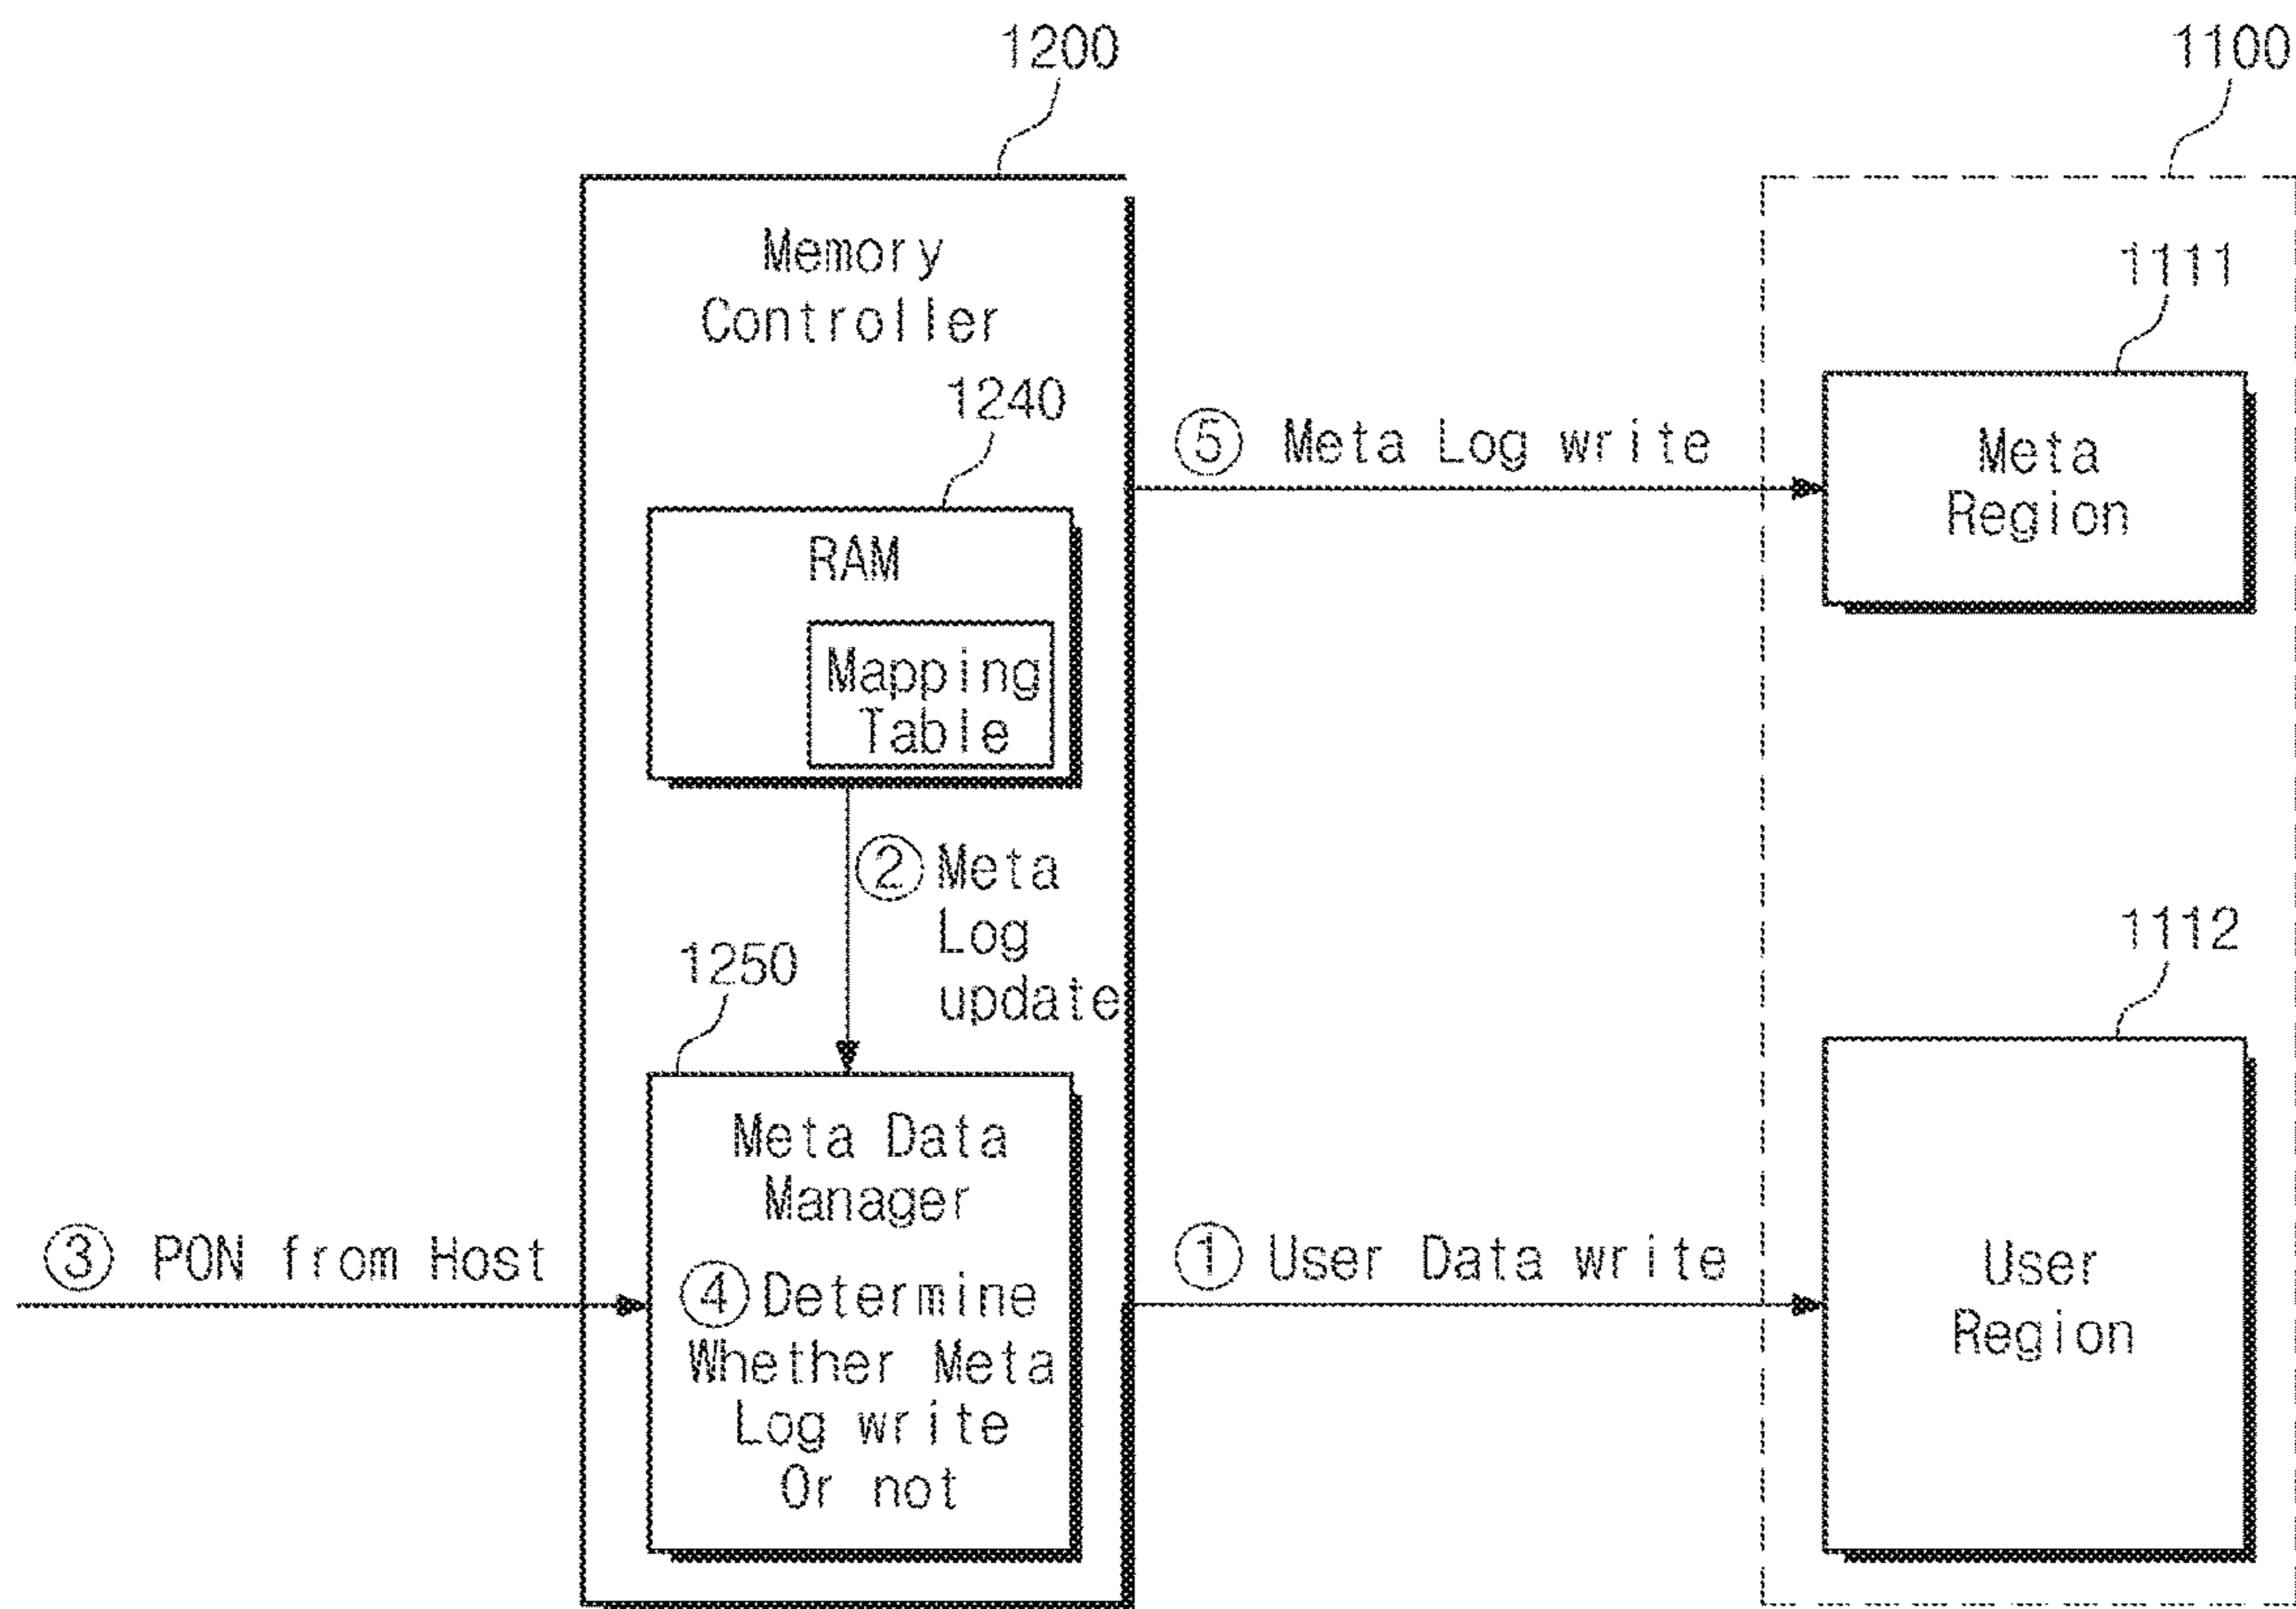 1200
1100
Memory
Controller
1111
1240
⑤ Meta Log write
Meta
Region
RAM
Mapping
Table
② Meta
Log
update
1250
1112
Meta Data
Manager
③ PON from Host
④ Determine
Whether Meta
Log write
Or not
① User Data write
User
Region